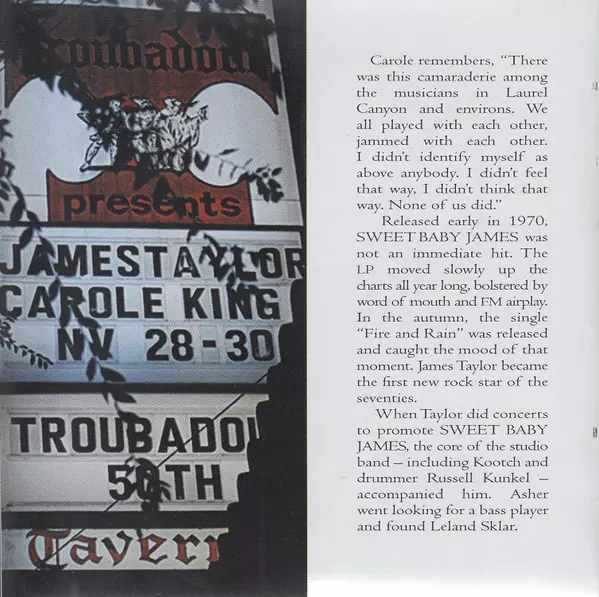 Troubadour
presents
JAMES TAYLOR
CAROLE KING
NV 28-30
TROUBADOU
50TH
Tavern
Carole remembers, “There
was this camaraderie among
the musicians in Laurel
Canyon and environs. We
all played with each other,
jammed with each other.
I didn’t identify myself as
above anybody. I didn’t feel
that way, I didn’t think that
way. None of us did.”
Released early in 1970,
SWEET BABY JAMES was
not an immediate hit. The
LP moved slowly up the
charts all year long, bolstered by
word of mouth and FM airplay.
In the autumn, the single
“Fire and Rain” was released
and caught the mood of that
moment. James Taylor became
the first new rock star of the
seventies.
When Taylor did concerts
to promote SWEET BABY
JAMES, the core of the studio
band – including Kootch and
drummer Russell Kunkel –
accompanied him. Asher
went looking for a bass player
and found Leland Sklar.